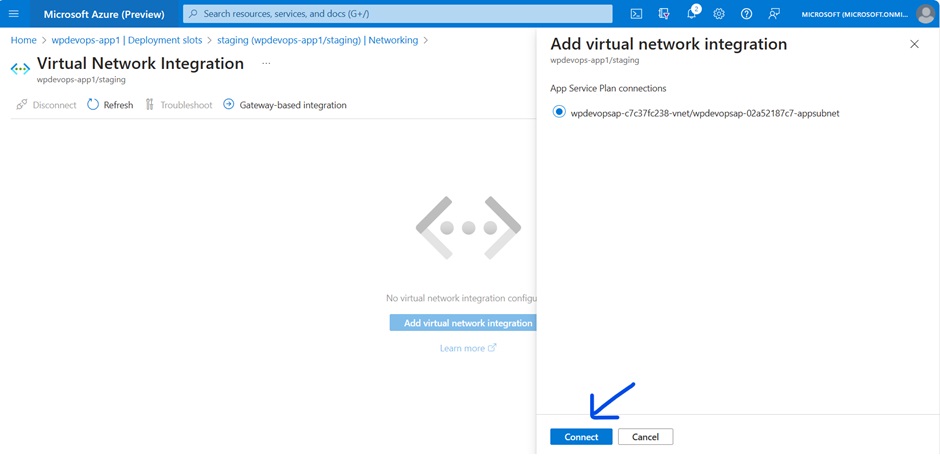 Microsoft Azure (Preview)
Search resources, services, and docs (G+/)
2
MICROSOFT (MICROSOFT.ONMI...
Home > wpdevops-app1 | Deployment slots > staging (wpdevops-app1/staging) | Networking >
Virtual Network Integration ...
wpdevops-app1/staging
Disconnect Refresh Troubleshoot Gateway-based integration
No virtual network integration configu
Add virtual network integration
Learn more
Add virtual network integration
wpdevops-app1/staging
App Service Plan connections
wpdevopsap-c7c37fc238-vnet/wpdevopsap-02a52187c7-appsubnet
Connect Cancel